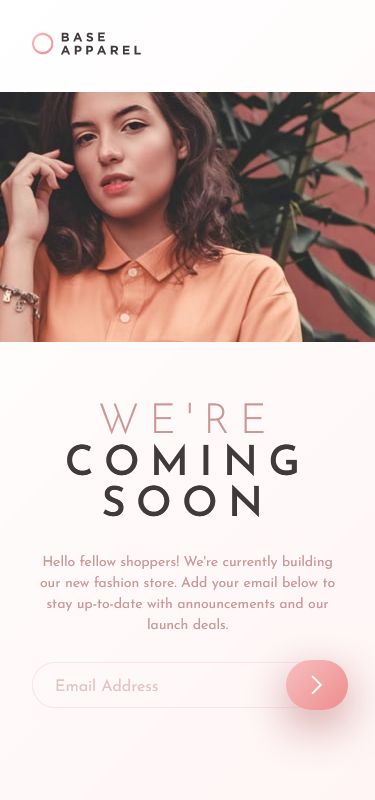 BASE
APPAREL
WE'RE
COMING
SOON
Hello fellow shoppers! We're currently building
our new fashion store. Add your email below to
stay up-to-date with announcements and our
launch deals.
Email Address